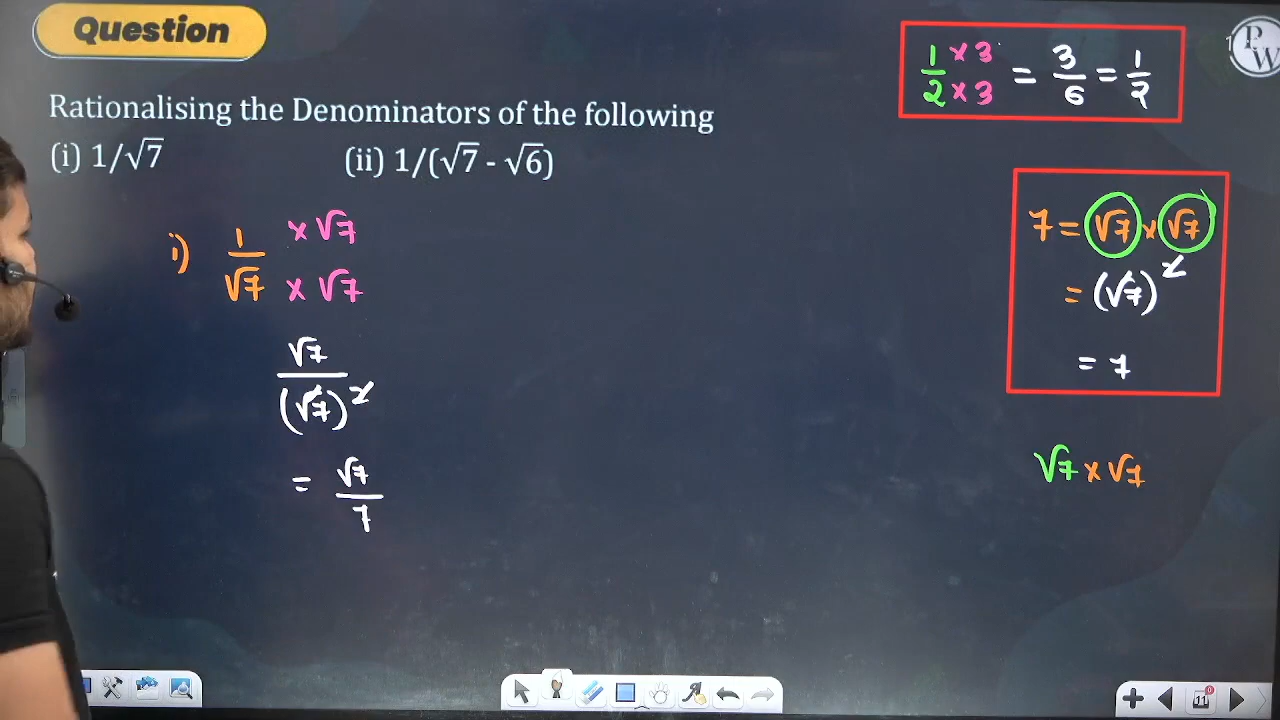 Question
Rationalising the Denominators of the following
(i) 1/√7 (ii) 1/(√7 - √6)
i) 1/√7 × √7 × √7
√7/(√7)²
= √7/7
1/2 × 3 × 3 = 3/6 = 1/2
7 = √7 × √7
= (√7)²
= 7
√7 × √7
PW